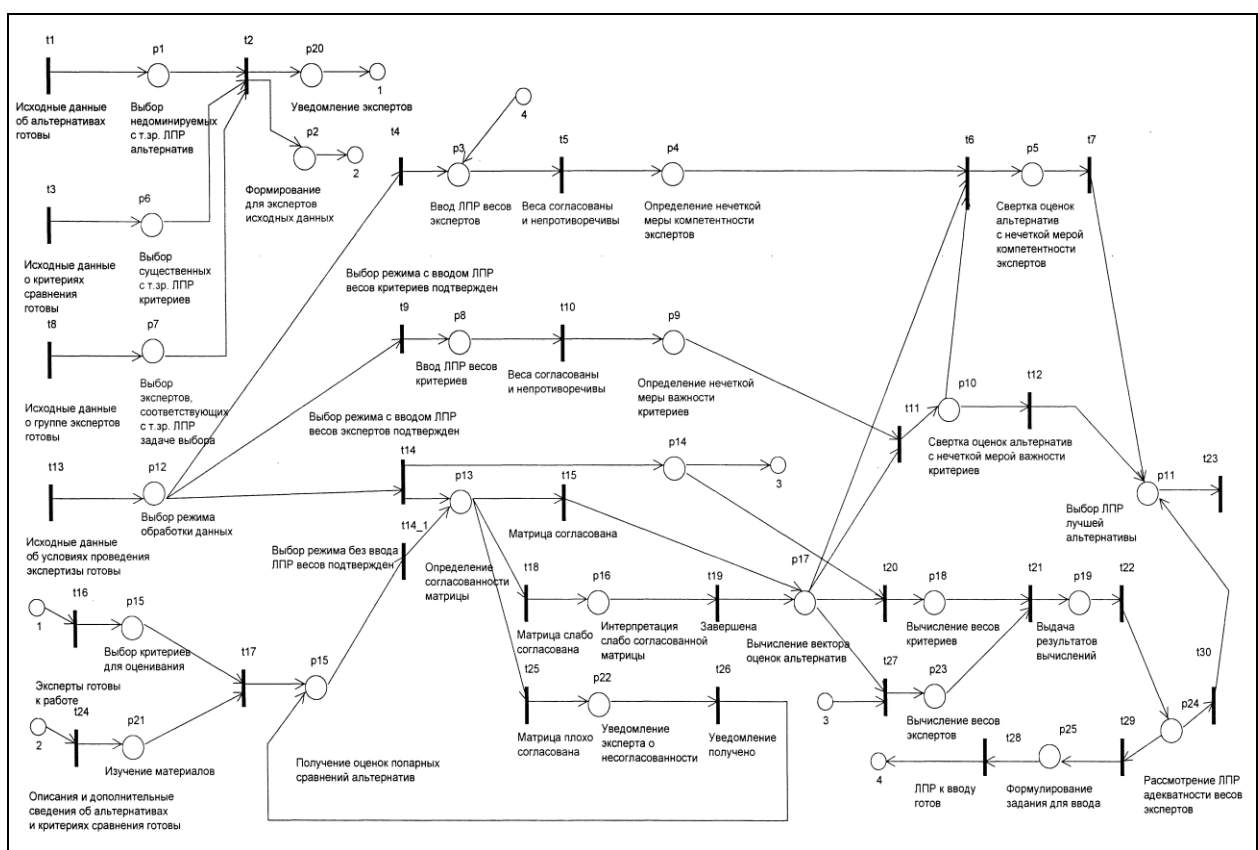 t1
p1
t2
p20
1
Исходные данные
об альтернативах
готовы
Выбор
недоминируемых
с т.зр. ЛПР
альтернатив
Уведомление экспертов
p2
2
Формирование
для экспертов
исходных данных
t3
p6
Исходные данные
о критериях
сравнения
готовы
Выбор
существенных
с т.зр. ЛПР
критериев
t8
p7
Исходные данные
о группе экспертов
готовы
Выбор
экспертов,
соответствующих
с т.зр. ЛПР
задаче выбора
4
t4
p3
t5
p4
t6
p5
t7
Ввод ЛПР весов
экспертов
Веса согласованы
и непротиворечивы
Определение нечеткой
меры компетентности
экспертов
Свертка оценок
альтернатив
с нечеткой мерой
компетентности
экспертов
Выбор режима с вводом ЛПР
весов критериев подтвержден
t9
p8
t10
p9
Ввод ЛПР весов
критериев
Веса согласованы
и непротиворечивы
Определение нечеткой
меры важности
критериев
p10
t12
t11
Свертка оценок альтернатив
с нечеткой мерой важности
критериев
Выбор режима с вводом ЛПР
весов экспертов подтвержден
t13
p12
t14
p13
t15
p14
3
p11
t23
Выбор режима
обработки данных
Исходные данные
об условиях проведения
экспертизы готовы
Выбор ЛПР
лучшей
альтернативы
t14_1
Матрица согласована
Выбор режима без ввода
ЛПР весов подтвержден
Определение
согласованности
матрицы
t18
p16
t19
p17
t20
p18
t21
p19
t22
Матрица слабо
согласована
Интерпретация
слабо согласованной
матрицы
Завершена
Вычисление вектора
оценок альтернатив
Вычисление весов
критериев
Выдача
результатов
вычислений
t16
p15
1
Выбор критериев
для оценивания
t17
p15
Эксперты готовы
к работе
t24
p21
2
Изучение материалов
Описания и дополнительные
сведения об альтернативах
и критериях сравнения готовы
Получение оценок попарных
сравнений альтернатив
t25
p22
t26
Матрица плохо
согласована
Уведомление
эксперта о
несогласованности
Уведомление
получено
t27
p23
3
Вычисление весов
экспертов
t30
p24
t28
p25
t29
4
ЛПР к вводу
готов
Формулирование
задания для ввода
Рассмотрение ЛПР
адекватности весов
экспертов